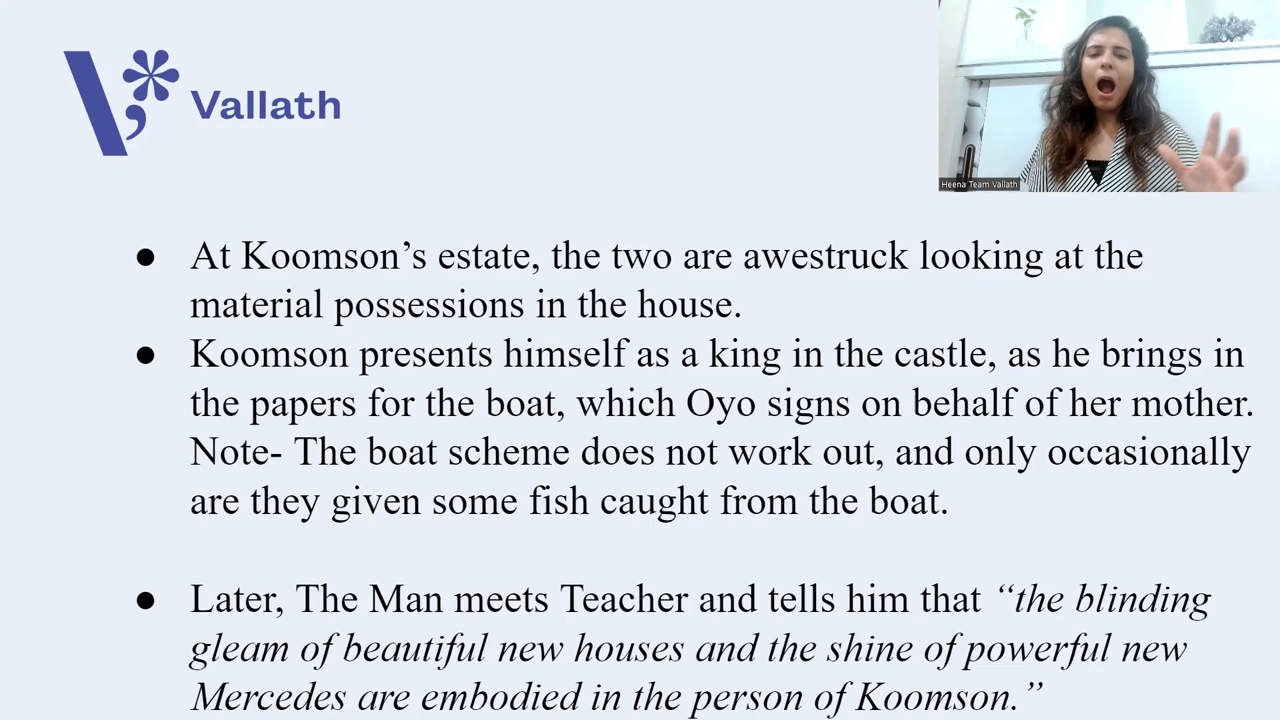 Vallath
Heena Team Vallath
● At Koomson’s estate, the two are awestruck looking at the
material possessions in the house.
● Koomson presents himself as a king in the castle, as he brings in
the papers for the boat, which Oyo signs on behalf of her mother.
Note- The boat scheme does not work out, and only occasionally
are they given some fish caught from the boat.
● Later, The Man meets Teacher and tells him that “the blinding
gleam of beautiful new houses and the shine of powerful new
Mercedes are embodied in the person of Koomson.”